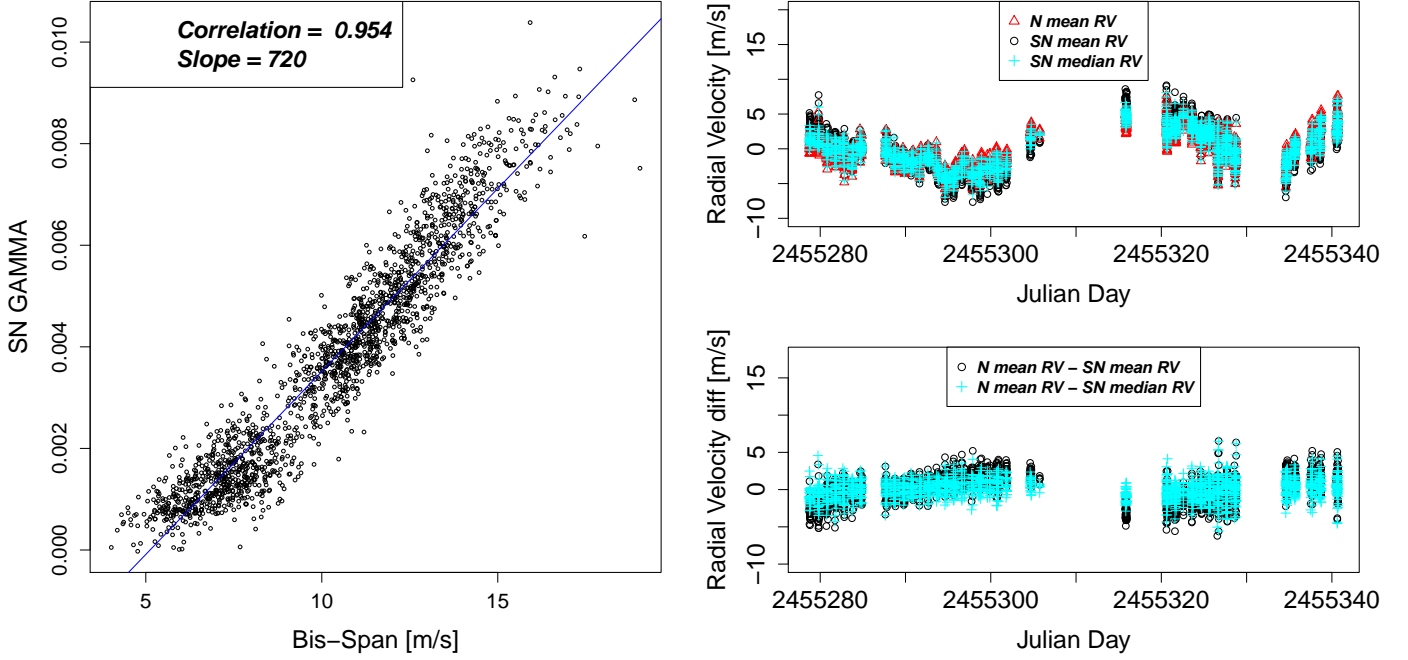 Correlation = 0.954
Slope = 720
SN GAMMA
0.010
0.008
0.006
0.004
0.002
0.000
5 10 15
Bis−Span [m/s]
N mean RV
SN mean RV
SN median RV
Radial Velocity [m/s]
15
5
0
−10
2455280 2455300 2455320 2455340
Julian Day
N mean RV − SN mean RV
N mean RV − SN median RV
Radial Velocity diff [m/s]
15
5
0
−10
2455280 2455300 2455320 2455340
Julian Day